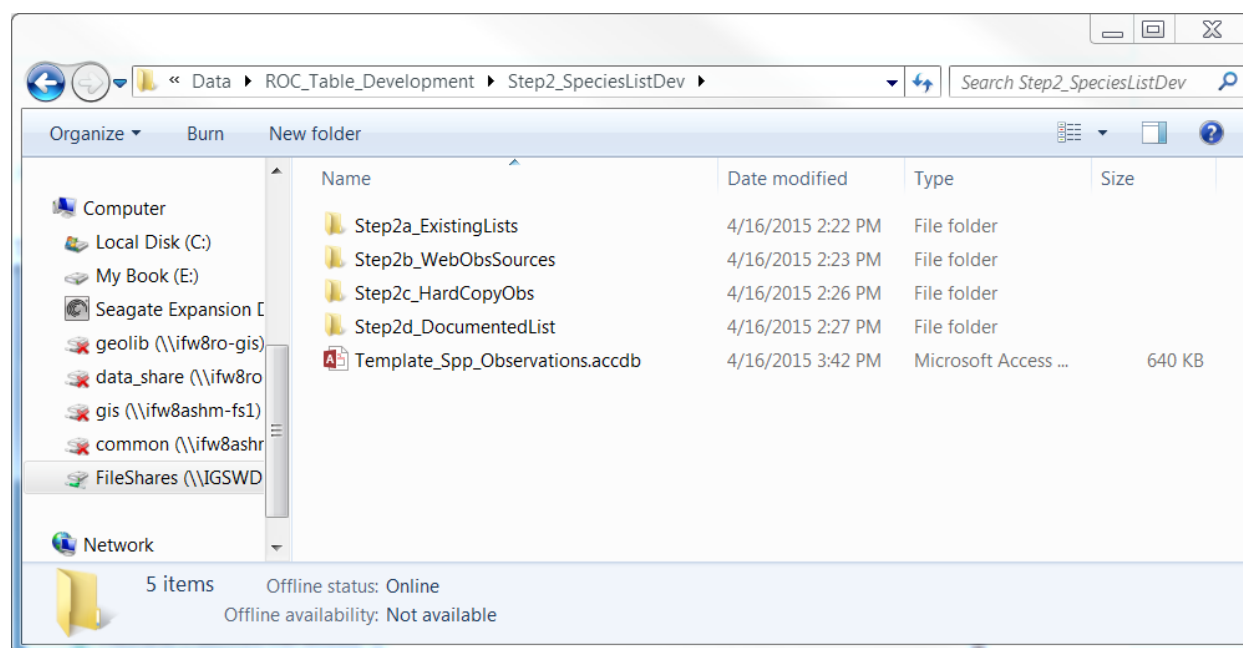 « Data ▸ ROC_Table_Development ▸ Step2_SpeciesListDev ▸ Search Step2_SpeciesListDev
Organize Burn New folder
Name Date modified Type Size
Computer
Local Disk (C:)
My Book (E:)
Seagate Expansion D
geolib (\\ifw8ro-gis)
data_share (\\ifw8ro
gis (\\ifw8ashm-fs1)
common (\\ifw8ashr
FileShares (\\IGSWD
Network
Step2a_ExistingLists 4/16/2015 2:22 PM File folder
Step2b_WebObsSources 4/16/2015 2:23 PM File folder
Step2c_HardCopyObs 4/16/2015 2:26 PM File folder
Step2d_DocumentedList 4/16/2015 2:27 PM File folder
Template_Spp_Observations.accdb 4/16/2015 3:42 PM Microsoft Access ... 640 KB
5 items Offline status: Online
Offline availability: Not available